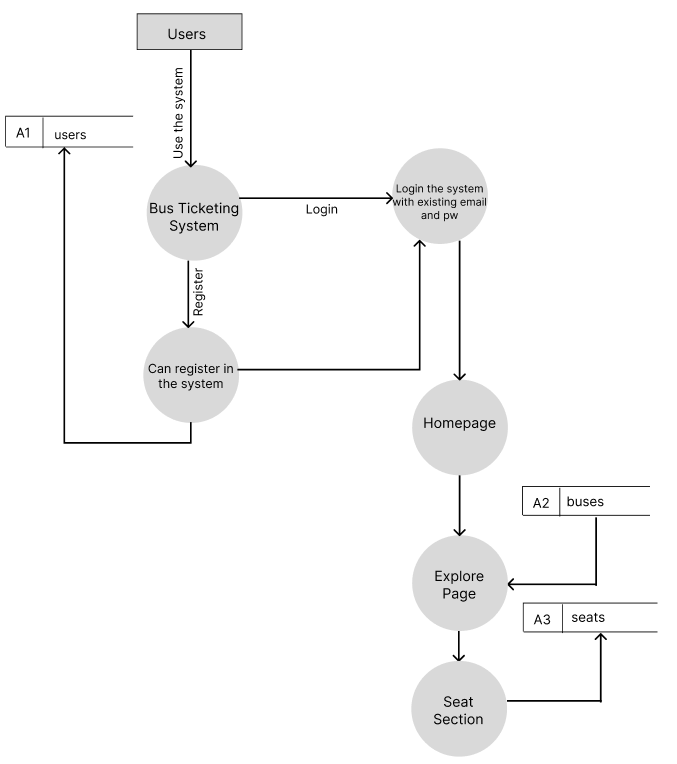 Users
Use the system
A1 users
Bus Ticketing
System
Login
Login the system
with existing email
and pw
Register
Can register in
the system
Homepage
A2 buses
Explore
Page
A3 seats
Seat
Section